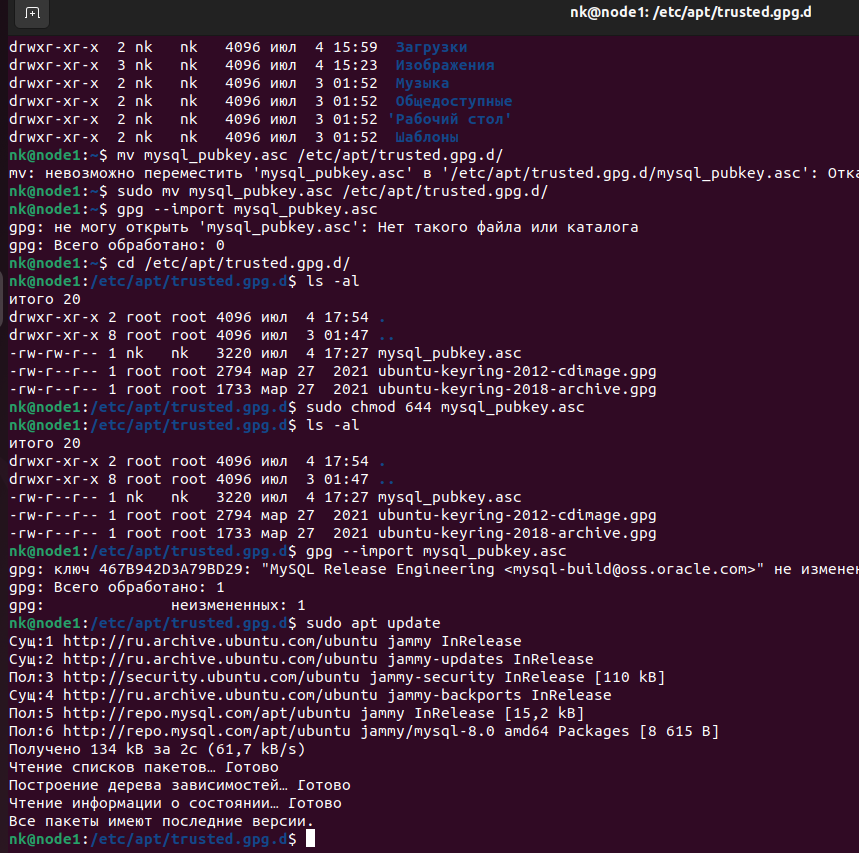 nk@node1: /etc/apt/trusted.gpg.d
drwxr-xr-x  2 nk   nk   4096 июл  4 15:59  Загрузки
drwxr-xr-x  3 nk   nk   4096 июл  4 15:23  Изображения
drwxr-xr-x  2 nk   nk   4096 июл  3 01:52  Музыка
drwxr-xr-x  2 nk   nk   4096 июл  3 01:52  Общедоступные
drwxr-xr-x  2 nk   nk   4096 июл  3 01:52 'Рабочий стол'
drwxr-xr-x  2 nk   nk   4096 июл  3 01:52  Шаблоны
nk@node1:~$ mv mysql_pubkey.asc /etc/apt/trusted.gpg.d/
mv: невозможно переместить 'mysql_pubkey.asc' в '/etc/apt/trusted.gpg.d/mysql_pubkey.asc': Отка
nk@node1:~$ sudo mv mysql_pubkey.asc /etc/apt/trusted.gpg.d/
nk@node1:~$ gpg --import mysql_pubkey.asc
gpg: не могу открыть 'mysql_pubkey.asc': Нет такого файла или каталога
gpg: Всего обработано: 0
nk@node1:~$ cd /etc/apt/trusted.gpg.d/
nk@node1:/etc/apt/trusted.gpg.d$ ls -al
итого 20
drwxr-xr-x 2 root root 4096 июл  4 17:54 .
drwxr-xr-x 8 root root 4096 июл  3 01:47 ..
-rw-rw-r-- 1 nk   nk   3220 июл  4 17:27 mysql_pubkey.asc
-rw-r--r-- 1 root root 2794 мар 27  2021 ubuntu-keyring-2012-cdimage.gpg
-rw-r--r-- 1 root root 1733 мар 27  2021 ubuntu-keyring-2018-archive.gpg
nk@node1:/etc/apt/trusted.gpg.d$ sudo chmod 644 mysql_pubkey.asc
nk@node1:/etc/apt/trusted.gpg.d$ ls -al
итого 20
drwxr-xr-x 2 root root 4096 июл  4 17:54 .
drwxr-xr-x 8 root root 4096 июл  3 01:47 ..
-rw-r--r-- 1 nk   nk   3220 июл  4 17:27 mysql_pubkey.asc
-rw-r--r-- 1 root root 2794 мар 27  2021 ubuntu-keyring-2012-cdimage.gpg
-rw-r--r-- 1 root root 1733 мар 27  2021 ubuntu-keyring-2018-archive.gpg
nk@node1:/etc/apt/trusted.gpg.d$ gpg --import mysql_pubkey.asc
gpg: ключ 467B942D3A79BD29: "MySQL Release Engineering <mysql-build@oss.oracle.com>" не изменен
gpg: Всего обработано: 1
gpg:              неизмененных: 1
nk@node1:/etc/apt/trusted.gpg.d$ sudo apt update
Сущ:1 http://ru.archive.ubuntu.com/ubuntu jammy InRelease
Сущ:2 http://ru.archive.ubuntu.com/ubuntu jammy-updates InRelease
Пол:3 http://security.ubuntu.com/ubuntu jammy-security InRelease [110 kB]
Сущ:4 http://ru.archive.ubuntu.com/ubuntu jammy-backports InRelease
Пол:5 http://repo.mysql.com/apt/ubuntu jammy InRelease [15,2 kB]
Пол:6 http://repo.mysql.com/apt/ubuntu jammy/mysql-8.0 amd64 Packages [8 615 B]
Получено 134 kB за 2с (61,7 kB/s)
Чтение списков пакетов… Готово
Построение дерева зависимостей… Готово
Чтение информации о состоянии… Готово
Все пакеты имеют последние версии.
nk@node1:/etc/apt/trusted.gpg.d$